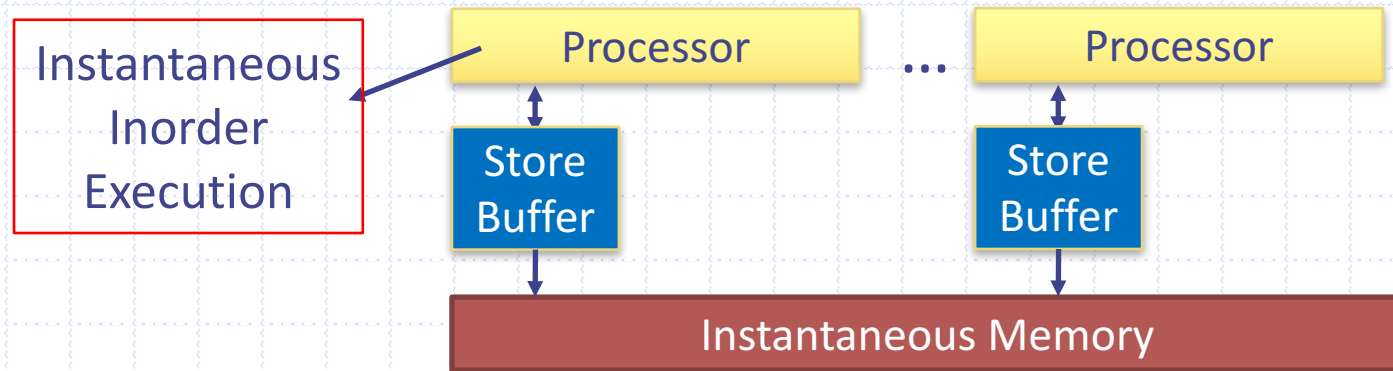 Instantaneous
Inorder
Execution
Processor
...
Processor
Store
Buffer
Store
Buffer
Instantaneous Memory